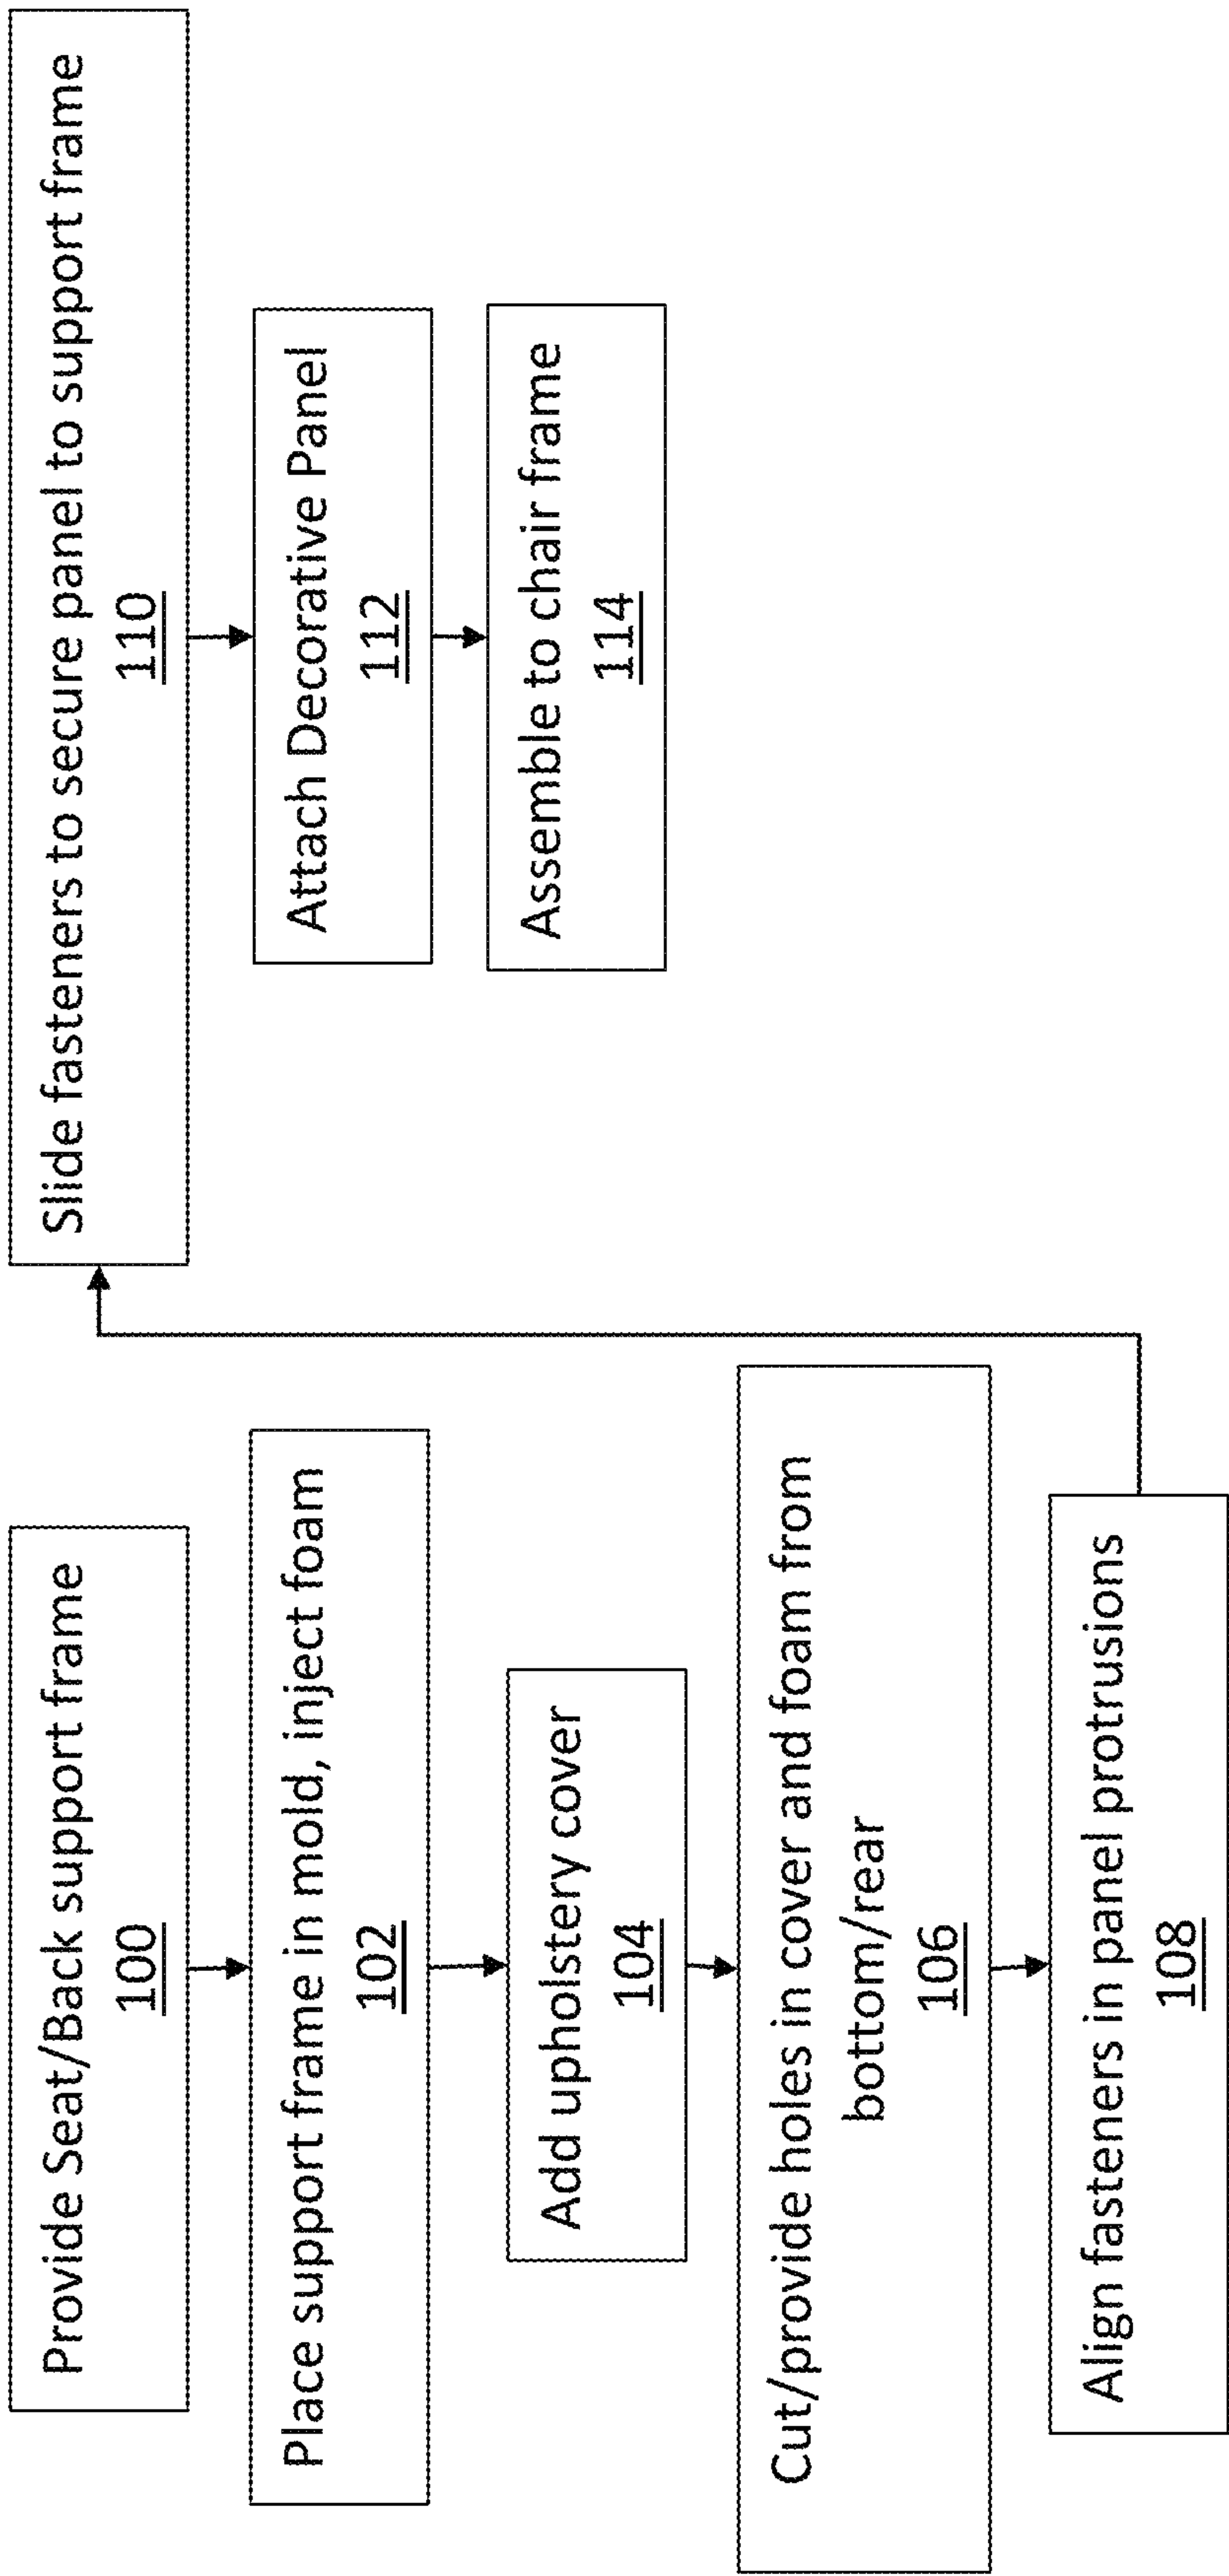 Provide Seat/Back support frame
100
Place support frame in mold, inject foam
102
Add upholstery cover
104
Cut/provide holes in cover and foam from
bottom/rear
106
Align fasteners in panel protrusions
108
Slide fasteners to secure panel to support frame
110
Attach Decorative Panel
112
Assemble to chair frame
114